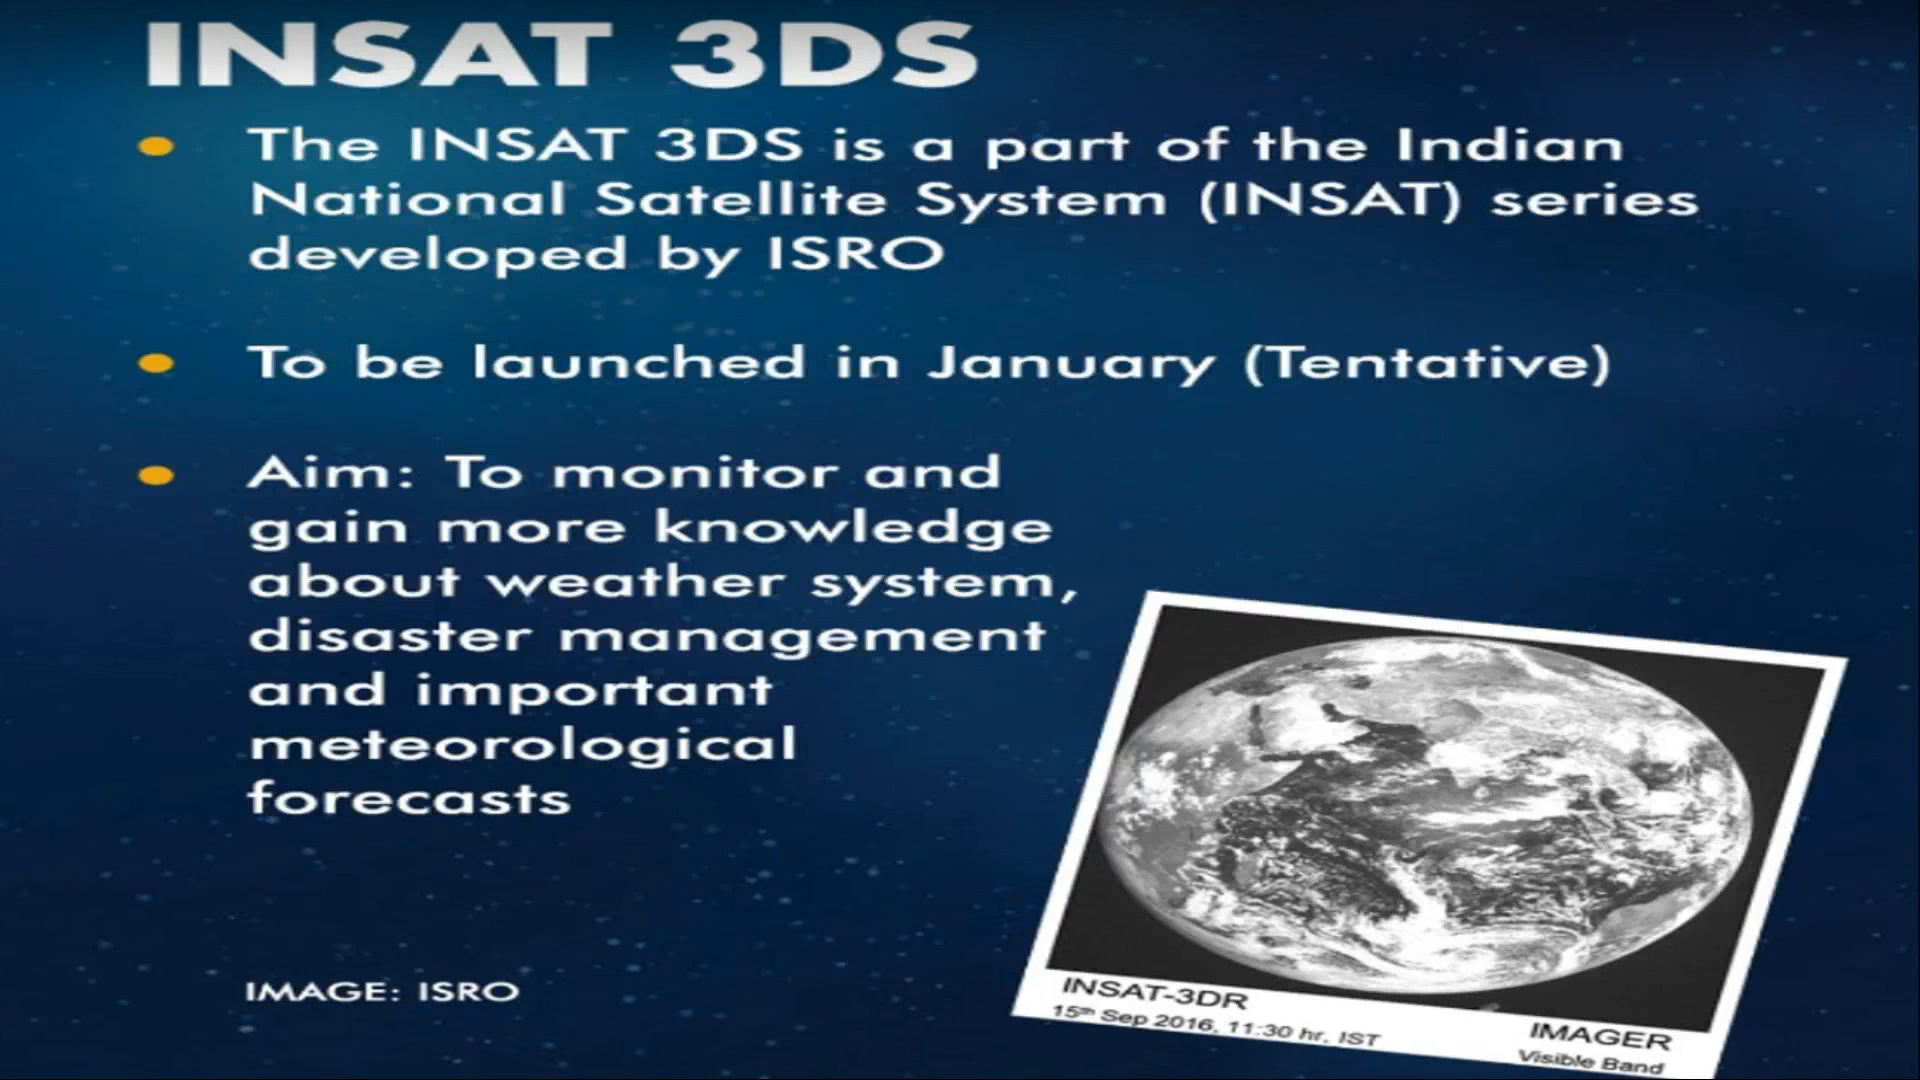 INSAT 3DS
The INSAT 3DS is a part of the Indian
National Satellite System (INSAT) series
developed by ISRO
To be launched in January (Tentative)
Aim: To monitor and
gain more knowledge
about weather system,
disaster management
and important
meteorological
forecasts
IMAGE: ISRO
INSAT-3DR
15th Sep 2016, 11:30 hr, IST
IMAGER
Visible Band